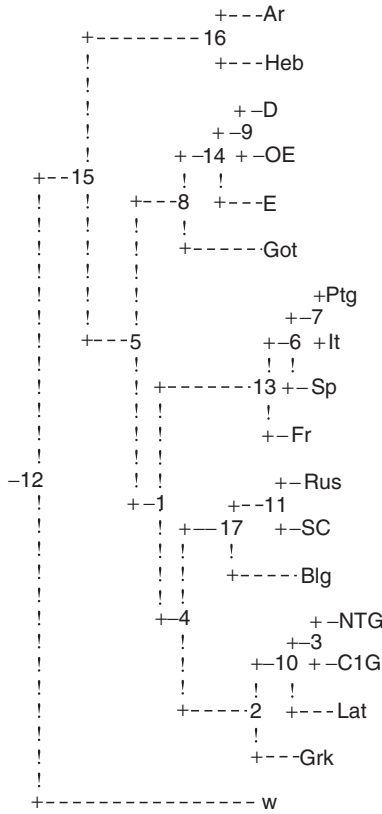 +---Ar
+--------16
! +---Heb
!
! +-D
! +-9
+--15 +-14 +-OE
! ! ! !
! ! +---8 +---E
! ! ! !
! ! ! +-------Got
! ! !
! ! ! +Ptg
! ! ! +-7
! +---5 +-6 +It
! ! ! !
! ! +--------13 +-Sp
! ! ! !
! ! ! +-Fr
! ! !
-12 ! ! +-Rus
! +-1 +--11
! ! +--17 +-SC
! ! ! !
! ! ! +------Blg
! ! !
! +-4 +-NTG
! ! +-3
! ! +-10 +-C1G
! ! ! !
! +------2 +---Lat
! !
! +---Grk
!
+------------------w